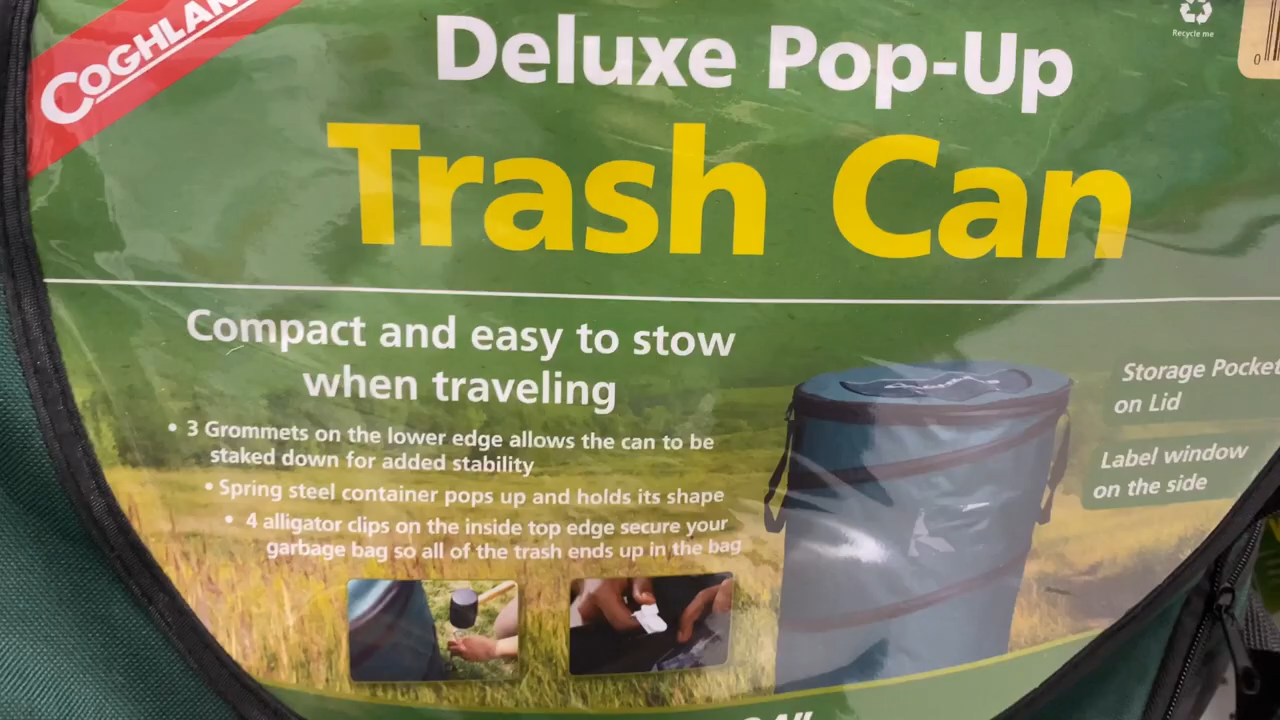 COGHLAN
Recycle me
0
Deluxe Pop-Up
Trash Can
Compact and easy to stow
when traveling
• 3 Grommets on the lower edge allows the can to be
staked down for added stability
• Spring steel container pops up and holds its shape
• 4 alligator clips on the inside top edge secure your
garbage bag so all of the trash ends up in the bag
Storage Pocket
on Lid
Label window
on the side